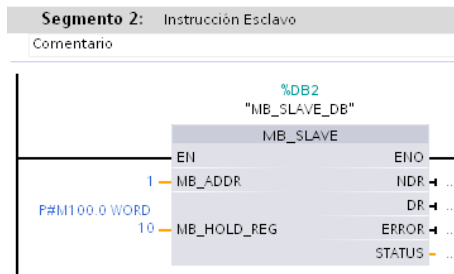 Segmento 2: Instrucción Esclavo
Comentario
%DB2
"MB_SLAVE_DB"
MB_SLAVE
EN ENO
1 MB_ADDR NDR ...
P#M100.0 WORD DR ...
10 MB_HOLD_REG ERROR ...
STATUS ...